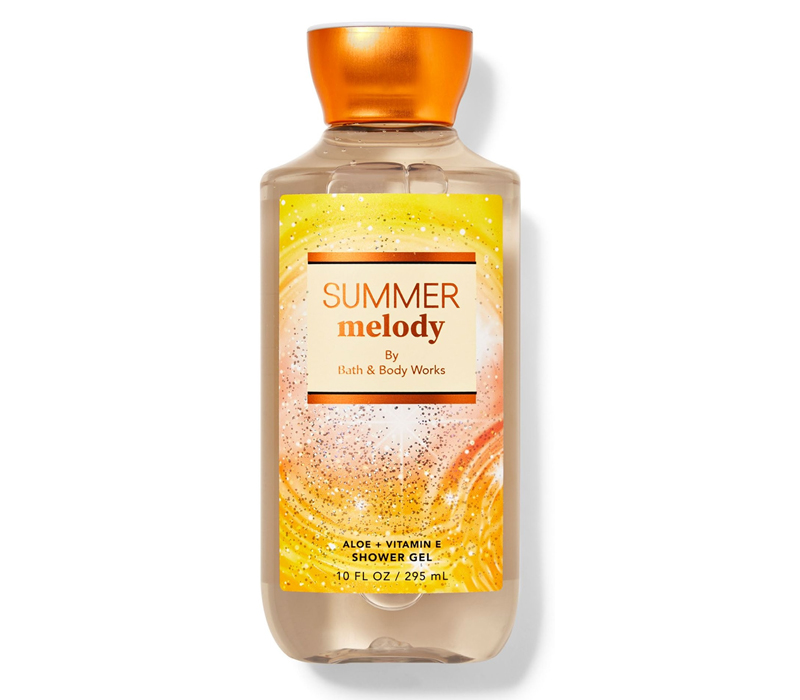 SUMMER
melody
By
Bath & Body Works
ALOE + VITAMIN E
SHOWER GEL
10 FL OZ / 295 mL